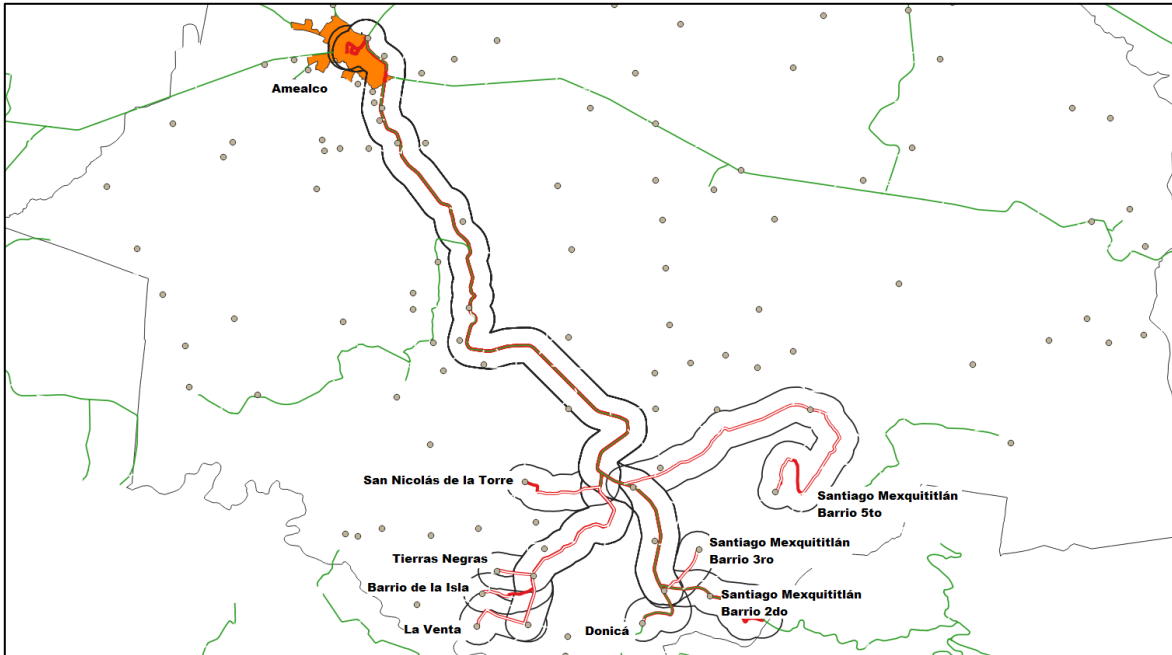 Amealco
San Nicolás de la Torre
Santiago Mexquititlán
Barrio 5to
Santiago Mexquititlán
Barrio 3ro
Tierras Negras
Barrio de la Isla
Santiago Mexquititlán
Barrio 2do
La Venta
Donicá